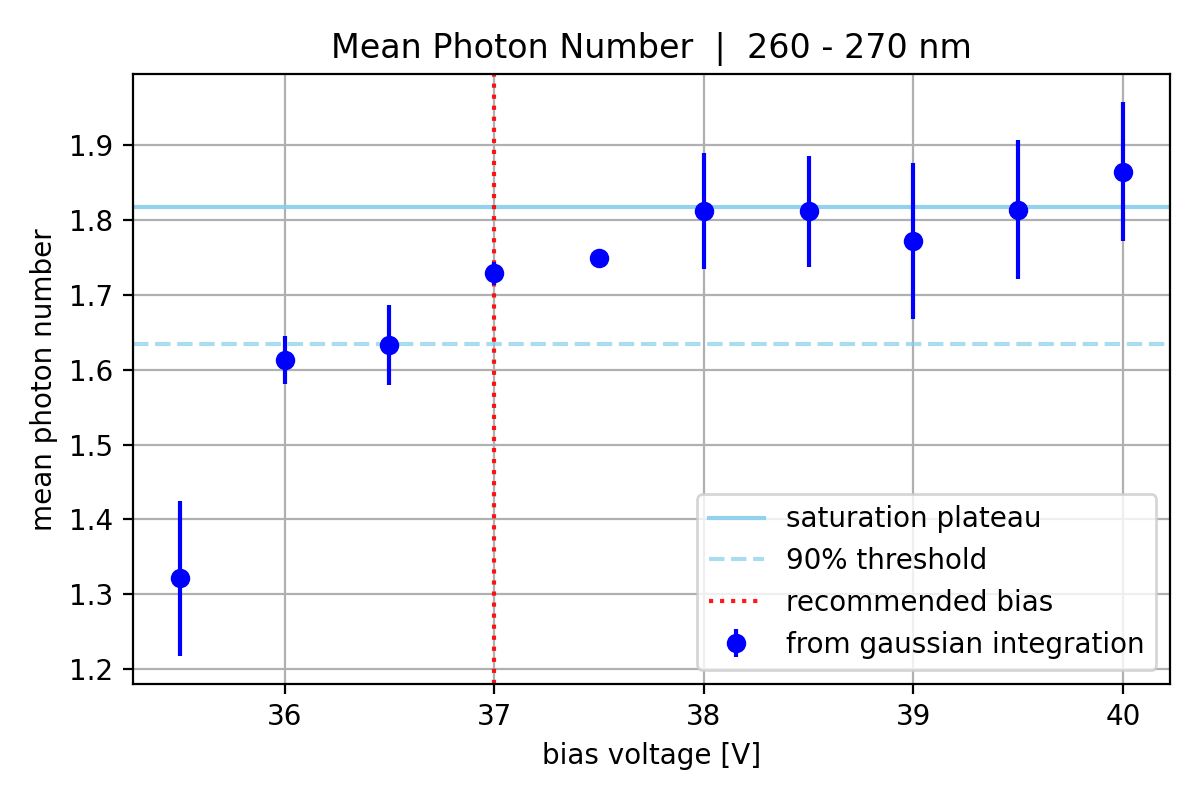 Mean Photon Number | 260 - 270 nm
mean photon number
1.9
1.8
1.7
1.6
1.5
1.4
1.3
1.2
saturation plateau
90% threshold
recommended bias
from gaussian integration
36 37 38 39 40
bias voltage [V]